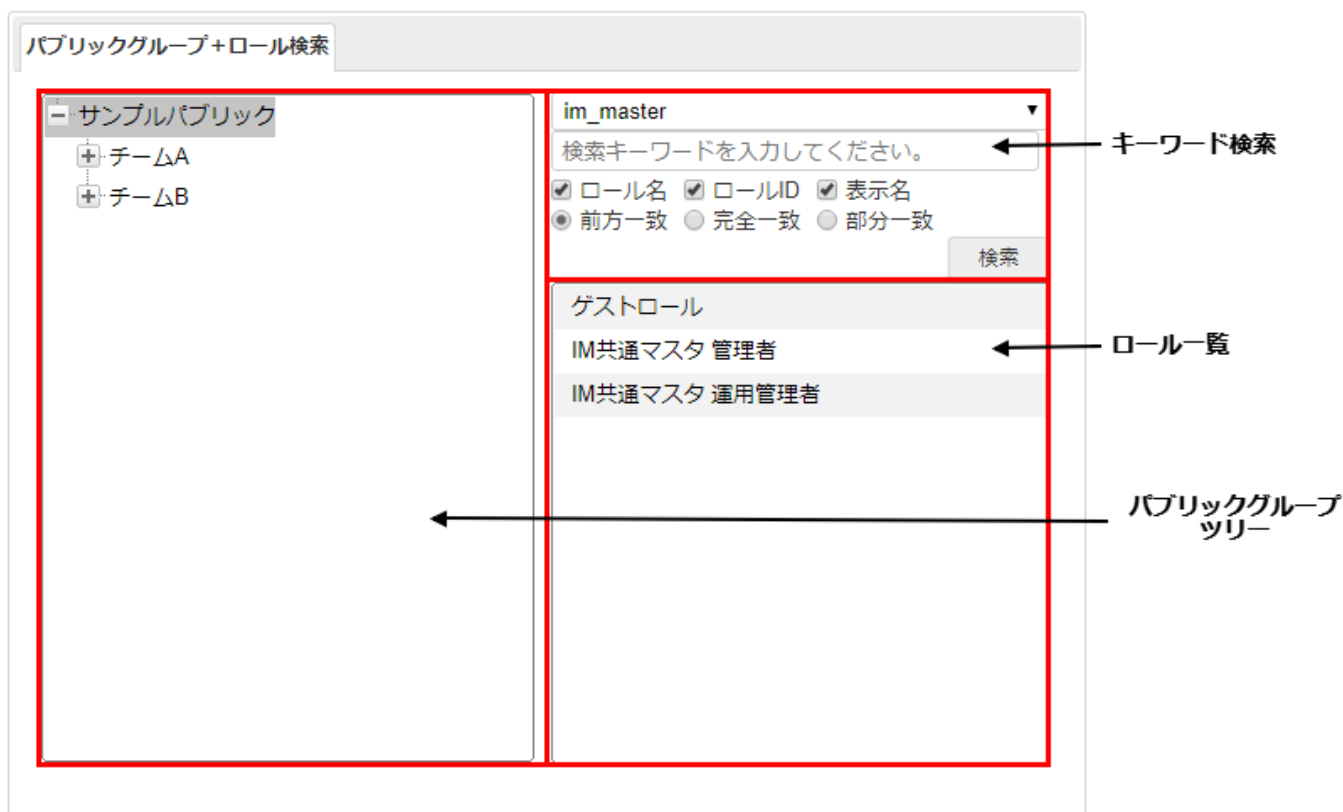 パブリックグループ+ロール検索
サンプルパブリック
チームA
チームB
im_master
検索キーワードを入力してください。
ロール名 ロールID 表示名
前方一致 完全一致 部分一致
検索
ゲストロール
IM共通マスタ 管理者
IM共通マスタ 運用管理者
キーワード検索
ロール一覧
パブリックグループ
ツリー